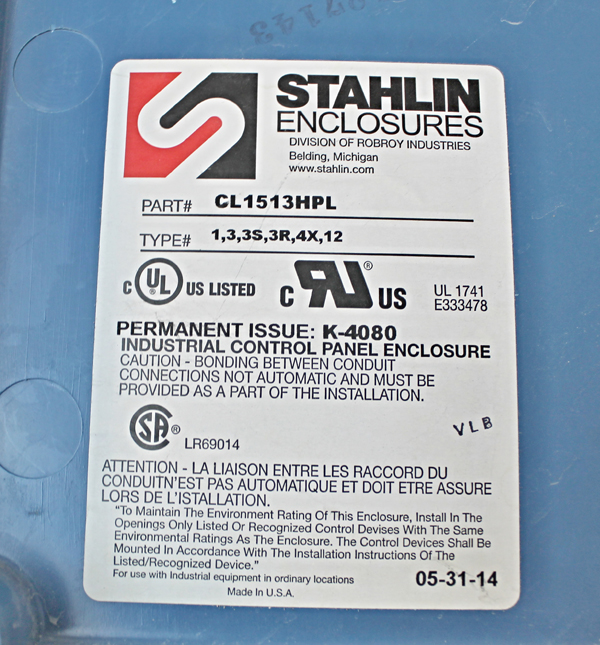 07143
STAHLIN
ENCLOSURES
DIVISION OF ROBROY INDUSTRIES
Belding, Michigan
www.stahlin.com
PART# CL1513HPL
TYPE# 1,3,3S,3R,4X,12
C UL ® US LISTED
C RU ® US
UL 1741
E333478
PERMANENT ISSUE: K-4080
INDUSTRIAL CONTROL PANEL ENCLOSURE
CAUTION - BONDING BETWEEN CONDUIT
CONNECTIONS NOT AUTOMATIC AND MUST BE
PROVIDED AS A PART OF THE INSTALLATION.
SA ® LR69014
VLB
ATTENTION - LA LIAISON ENTRE LES RACCORD DU
CONDUITN'EST PAS AUTOMATIQUE ET DOIT ETRE ASSURE
LORS DE L'ISTALLATION.
"To Maintain The Environment Rating Of This Enclosure, Install In The
Openings Only Listed Or Recognized Control Devises With The Same
Environmental Ratings As The Enclosure. The Control Devices Shall Be
Mounted In Accordance With The Installation Instructions Of The
Listed/Recognized Device."
For use with Industrial equipment in ordinary locations
05-31-14
Made In U.S.A.